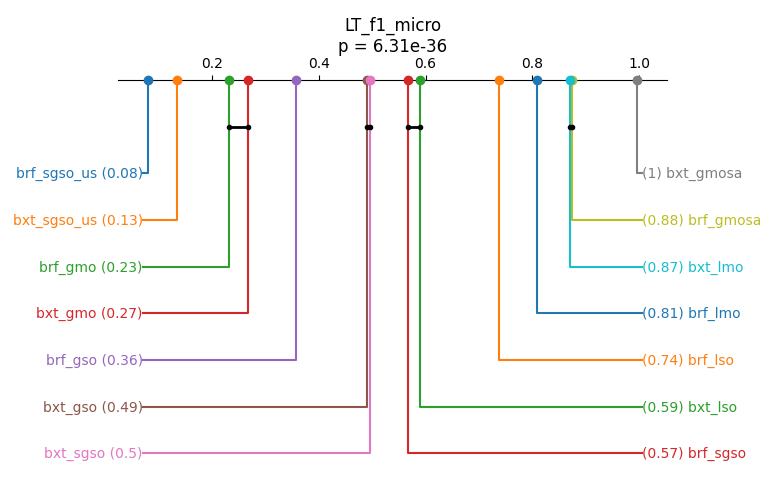 LT_f1_micro
p = 6.31e-36
0.2 0.4 0.6 0.8 1.0
brf_sgso_us (0.08) (1) bxt_gmosa
bxt_sgso_us (0.13) (0.88) brf_gmosa
brf_gmo (0.23) (0.87) bxt_lmo
bxt_gmo (0.27) (0.81) brf_lmo
brf_gso (0.36) (0.74) brf_lso
bxt_gso (0.49) (0.59) bxt_lso
bxt_sgso (0.5) (0.57) brf_sgso